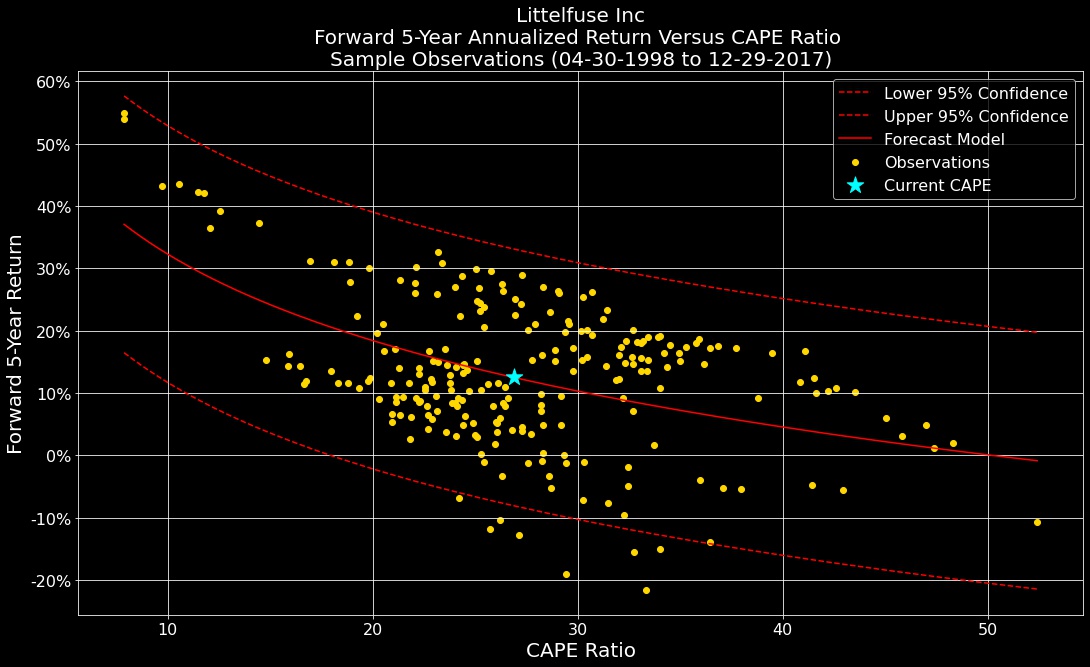 Littelfuse Inc
Forward 5-Year Annualized Return Versus CAPE Ratio
Sample Observations (04-30-1998 to 12-29-2017)
60%
50%
40%
30%
20%
10%
0%
-10%
-20%
Forward 5-Year Return
Lower 95% Confidence
Upper 95% Confidence
Forecast Model
Observations
Current CAPE
10
20
30
40
50
CAPE Ratio